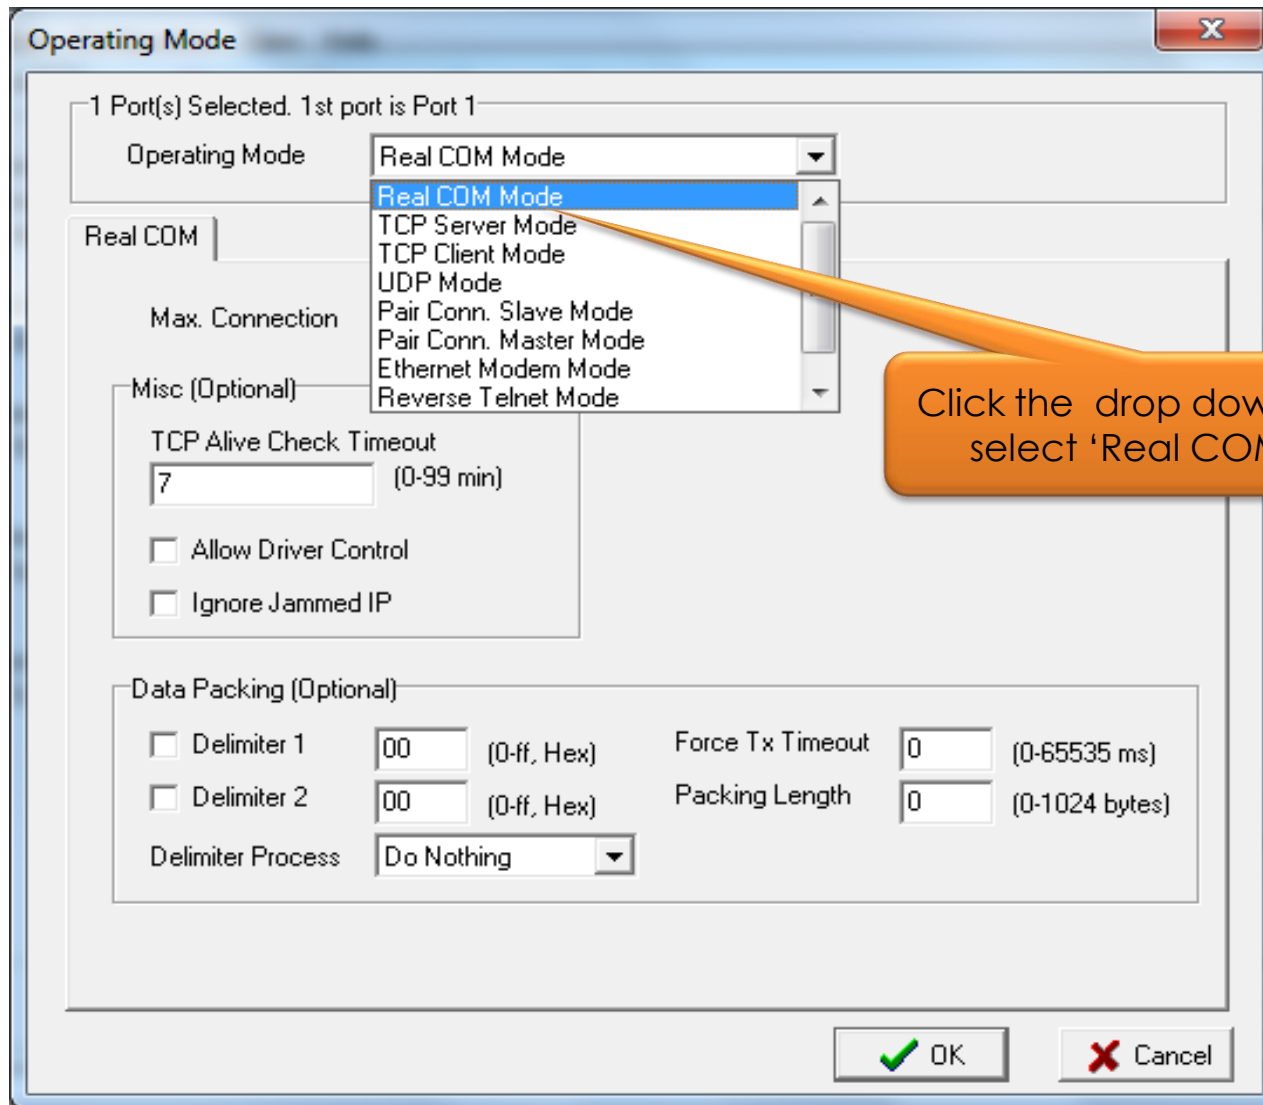 Operating Mode
1 Port(s) Selected. 1st port is Port 1
Operating Mode
Real COM Mode
Real COM Mode
TCP Server Mode
TCP Client Mode
UDP Mode
Pair Conn. Slave Mode
Pair Conn. Master Mode
Ethernet Modem Mode
Reverse Telnet Mode
Real COM
Max. Connection
Click the drop dow
select ‘Real COM
Misc (Optional)
TCP Alive Check Timeout
7 (0-99 min)
Allow Driver Control
Ignore Jammed IP
Data Packing (Optional)
Delimiter 1 00 (0-ff, Hex) Force Tx Timeout 0 (0-65535 ms)
Delimiter 2 00 (0-ff, Hex) Packing Length 0 (0-1024 bytes)
Delimiter Process Do Nothing
OK Cancel